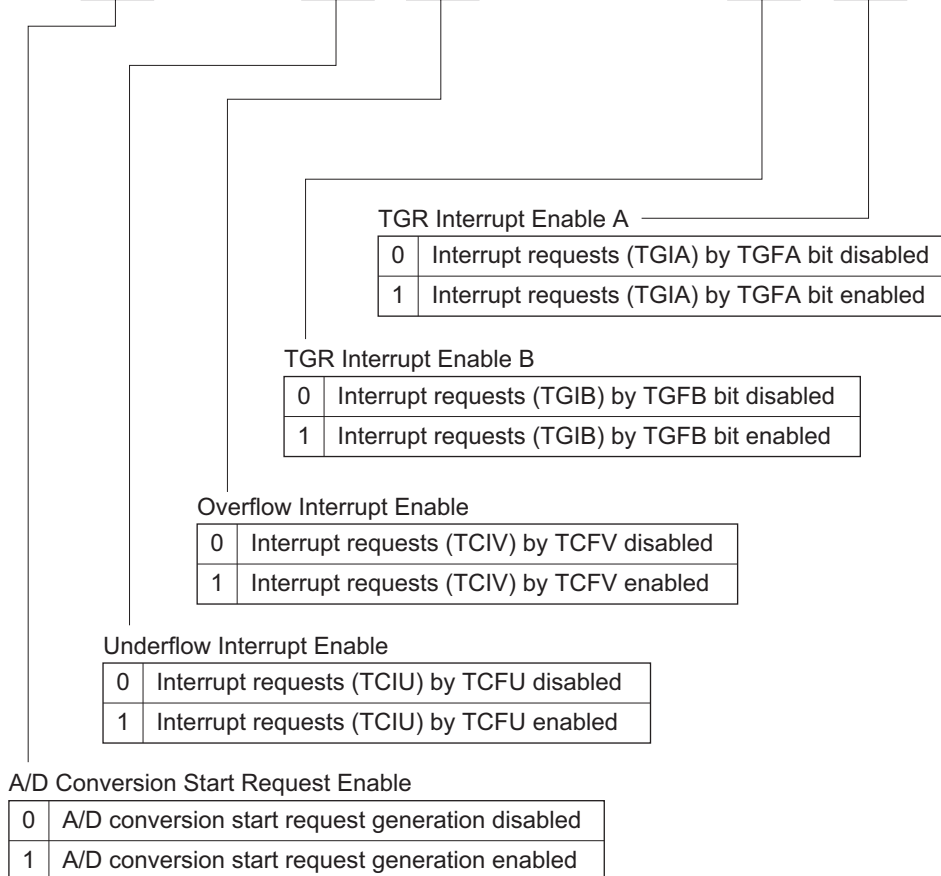 TGR Interrupt Enable A
0 Interrupt requests (TGIA) by TGFA bit disabled
1 Interrupt requests (TGIA) by TGFA bit enabled
TGR Interrupt Enable B
0 Interrupt requests (TGIB) by TGFB bit disabled
1 Interrupt requests (TGIB) by TGFB bit enabled
Overflow Interrupt Enable
0 Interrupt requests (TCIV) by TCFV disabled
1 Interrupt requests (TCIV) by TCFV enabled
Underflow Interrupt Enable
0 Interrupt requests (TCIU) by TCFU disabled
1 Interrupt requests (TCIU) by TCFU enabled
A/D Conversion Start Request Enable
0 A/D conversion start request generation disabled
1 A/D conversion start request generation enabled